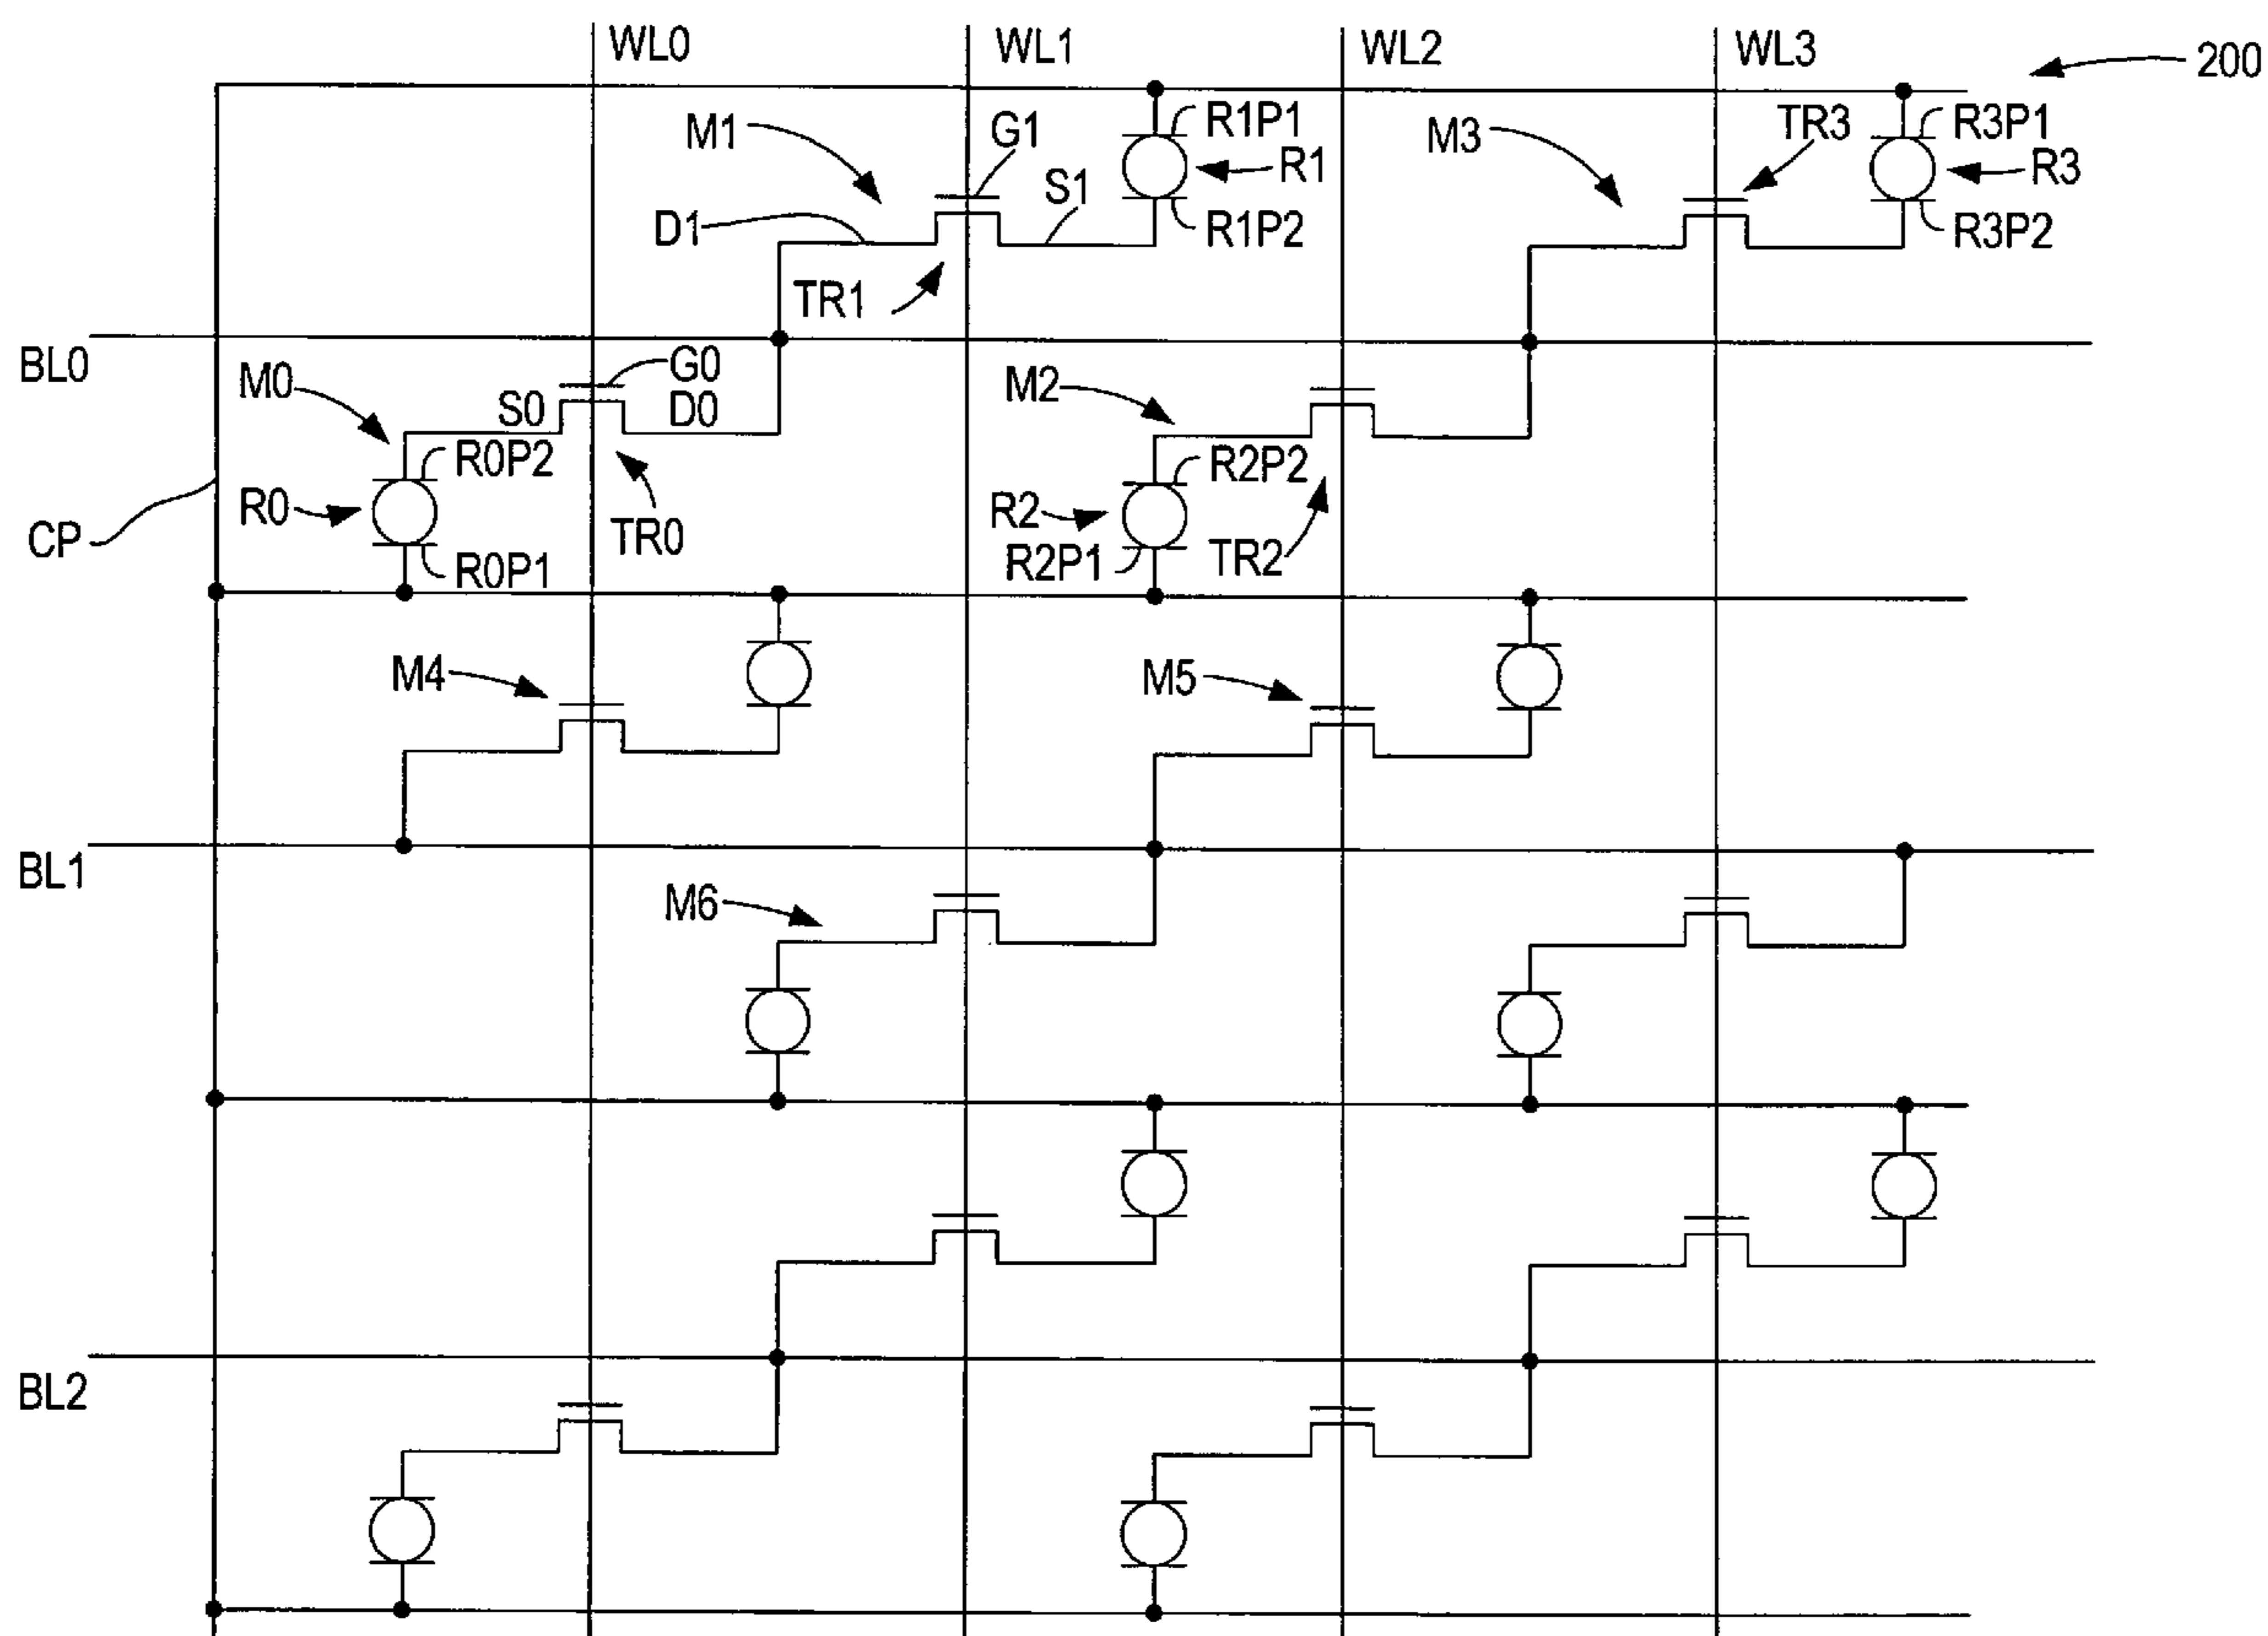 WL0
WL1
WL2
WL3
200
M1
G1
R1P1
M3
TR3
R3P1
R1
R3
S1
D1
R1P2
R3P2
TR1
BL0
M0
G0
M2
S0
D0
R0P2
R2P2
R0
R2
CP
TR0
R0P1
R2P1
TR2
M4
M5
BL1
M6
BL2